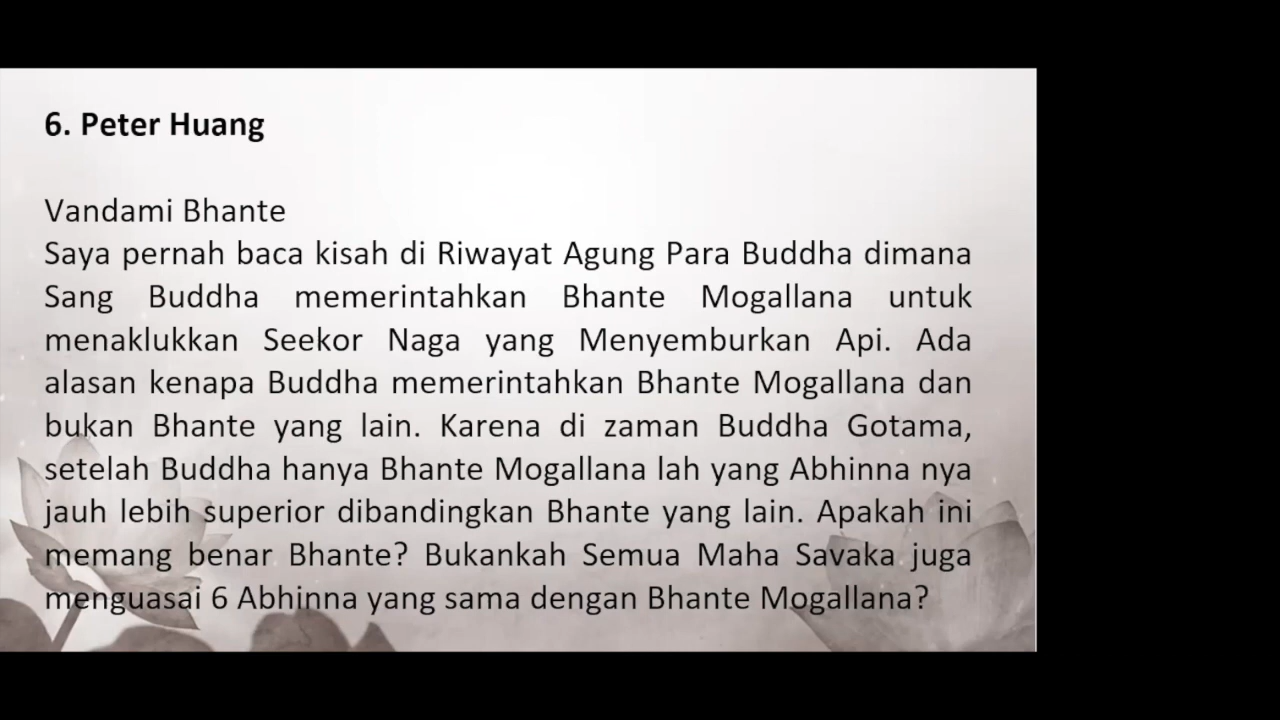 6. Peter Huang
Vandami Bhante
Saya pernah baca kisah di Riwayat Agung Para Buddha dimana
Sang Buddha memerintahkan Bhante Mogallana untuk
menaklukkan Seekor Naga yang Menyemburkan Api. Ada
alasan kenapa Buddha memerintahkan Bhante Mogallana dan
bukan Bhante yang lain. Karena di zaman Buddha Gotama,
setelah Buddha hanya Bhante Mogallana lah yang Abhinna nya
jauh lebih superior dibandingkan Bhante yang lain. Apakah ini
memang benar Bhante? Bukankah Semua Maha Savaka juga
menguasai 6 Abhinna yang sama dengan Bhante Mogallana?